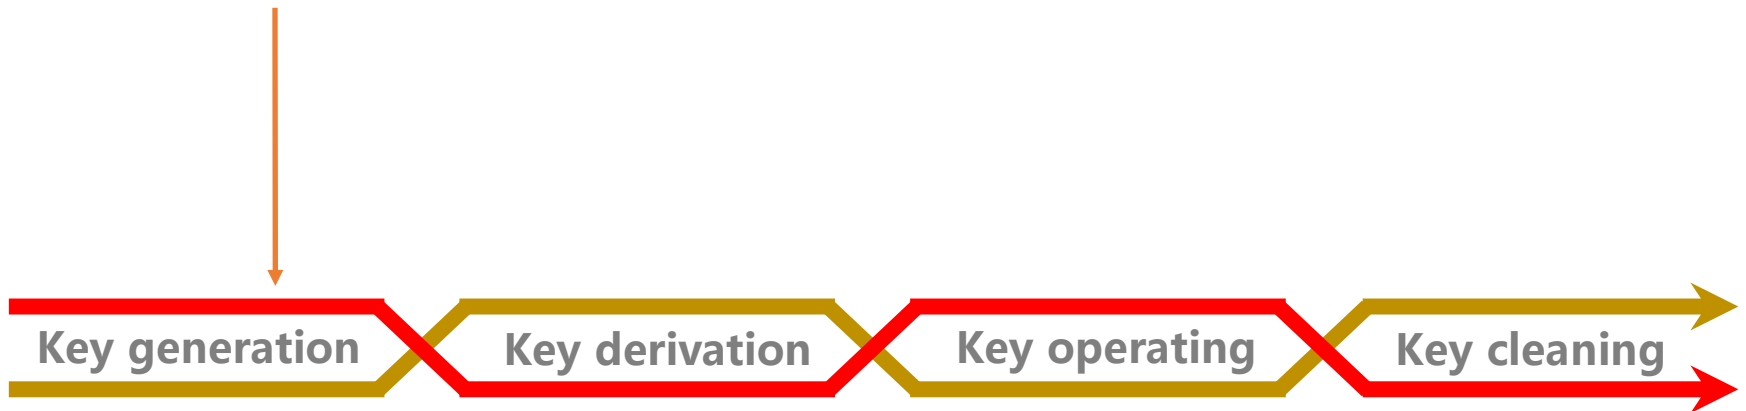 Key generation
Key derivation
Key operating
Key cleaning